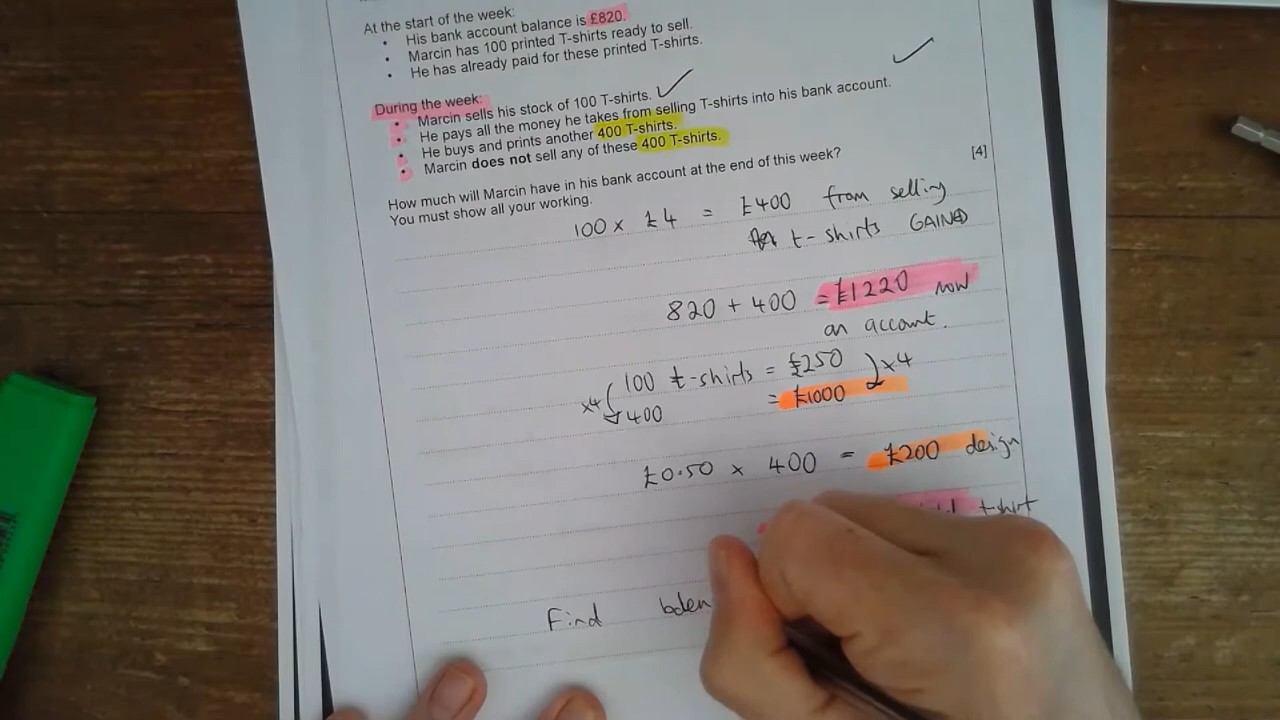 At the start of the week:
• His bank account balance is £820.
• Marcin has 100 printed T-shirts ready to sell.
• He has already paid for these printed T-shirts.
During the week:
• Marcin sells his stock of 100 T-shirts.
• He pays all the money he takes from selling T-shirts into his bank account.
• He buys and prints another 400 T-shirts.
• Marcin does not sell any of these 400 T-shirts.
How much will Marcin have in his bank account at the end of this week?
You must show all your working.
[4]
100 x £4 = £400 from selling
t-shirts GAINED
820 + 400 = £1220 now
an account.
100 t-shirts = £250 x4
x4 400 = £1000
£0.50 x 400 = £200 design
t-shirt
Find